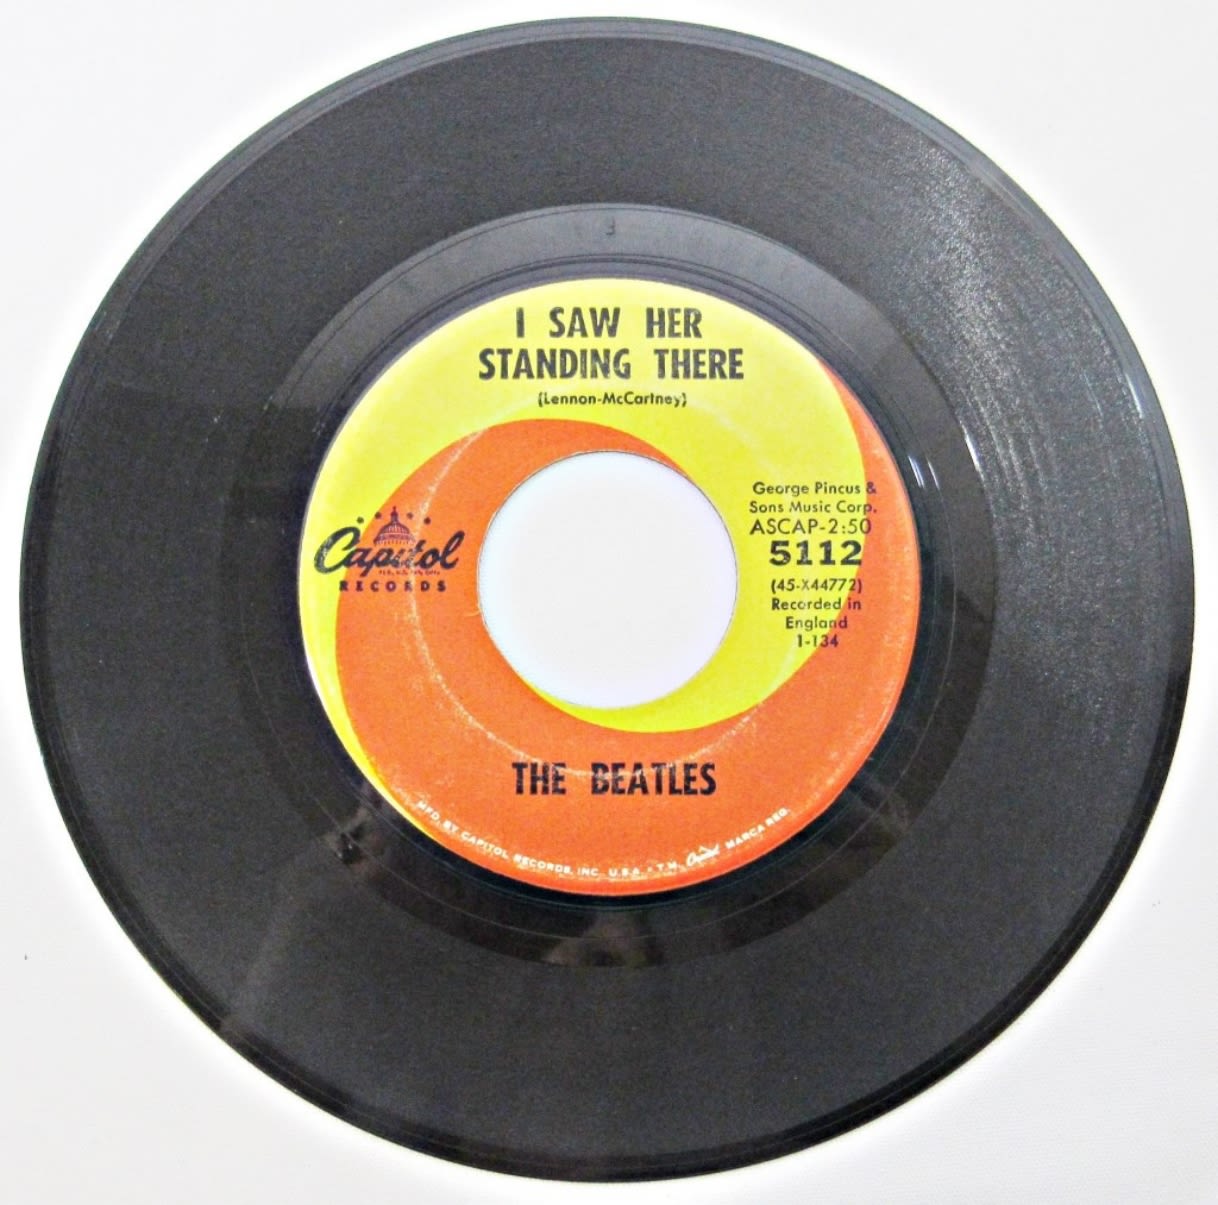 I SAW HER
STANDING THERE
(Lennon-McCartney)
George Pincus &
Sons Music Corp.
ASCAP-2:50
5112
(45-X44772)
Recorded in
England
1-134
Capitol
RECORDS
THE BEATLES
MFD. BY CAPITOL RECORDS, INC. U.S.A. • T.M. Capitol MARCA REG.